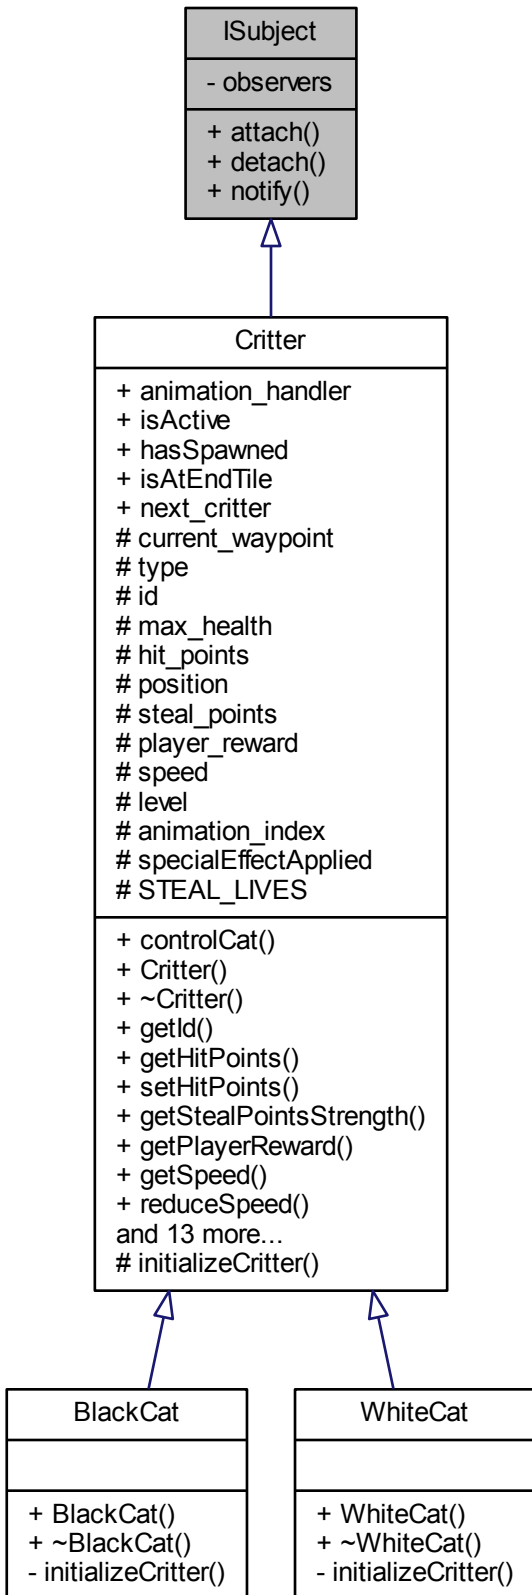 ISubject
- observers
+ attach()
+ detach()
+ notify()
Critter
+ animation_handler
+ isActive
+ hasSpawned
+ isAtEndTile
+ next_critter
# current_waypoint
# type
# id
# max_health
# hit_points
# position
# steal_points
# player_reward
# speed
# level
# animation_index
# specialEffectApplied
# STEAL_LIVES
+ controlCat()
+ Critter()
+ ~Critter()
+ getId()
+ getHitPoints()
+ setHitPoints()
+ getStealPointsStrength()
+ getPlayerReward()
+ getSpeed()
+ reduceSpeed()
and 13 more...
# initializeCritter()
BlackCat
+ BlackCat()
+ ~BlackCat()
- initializeCritter()
WhiteCat
+ WhiteCat()
+ ~WhiteCat()
- initializeCritter()